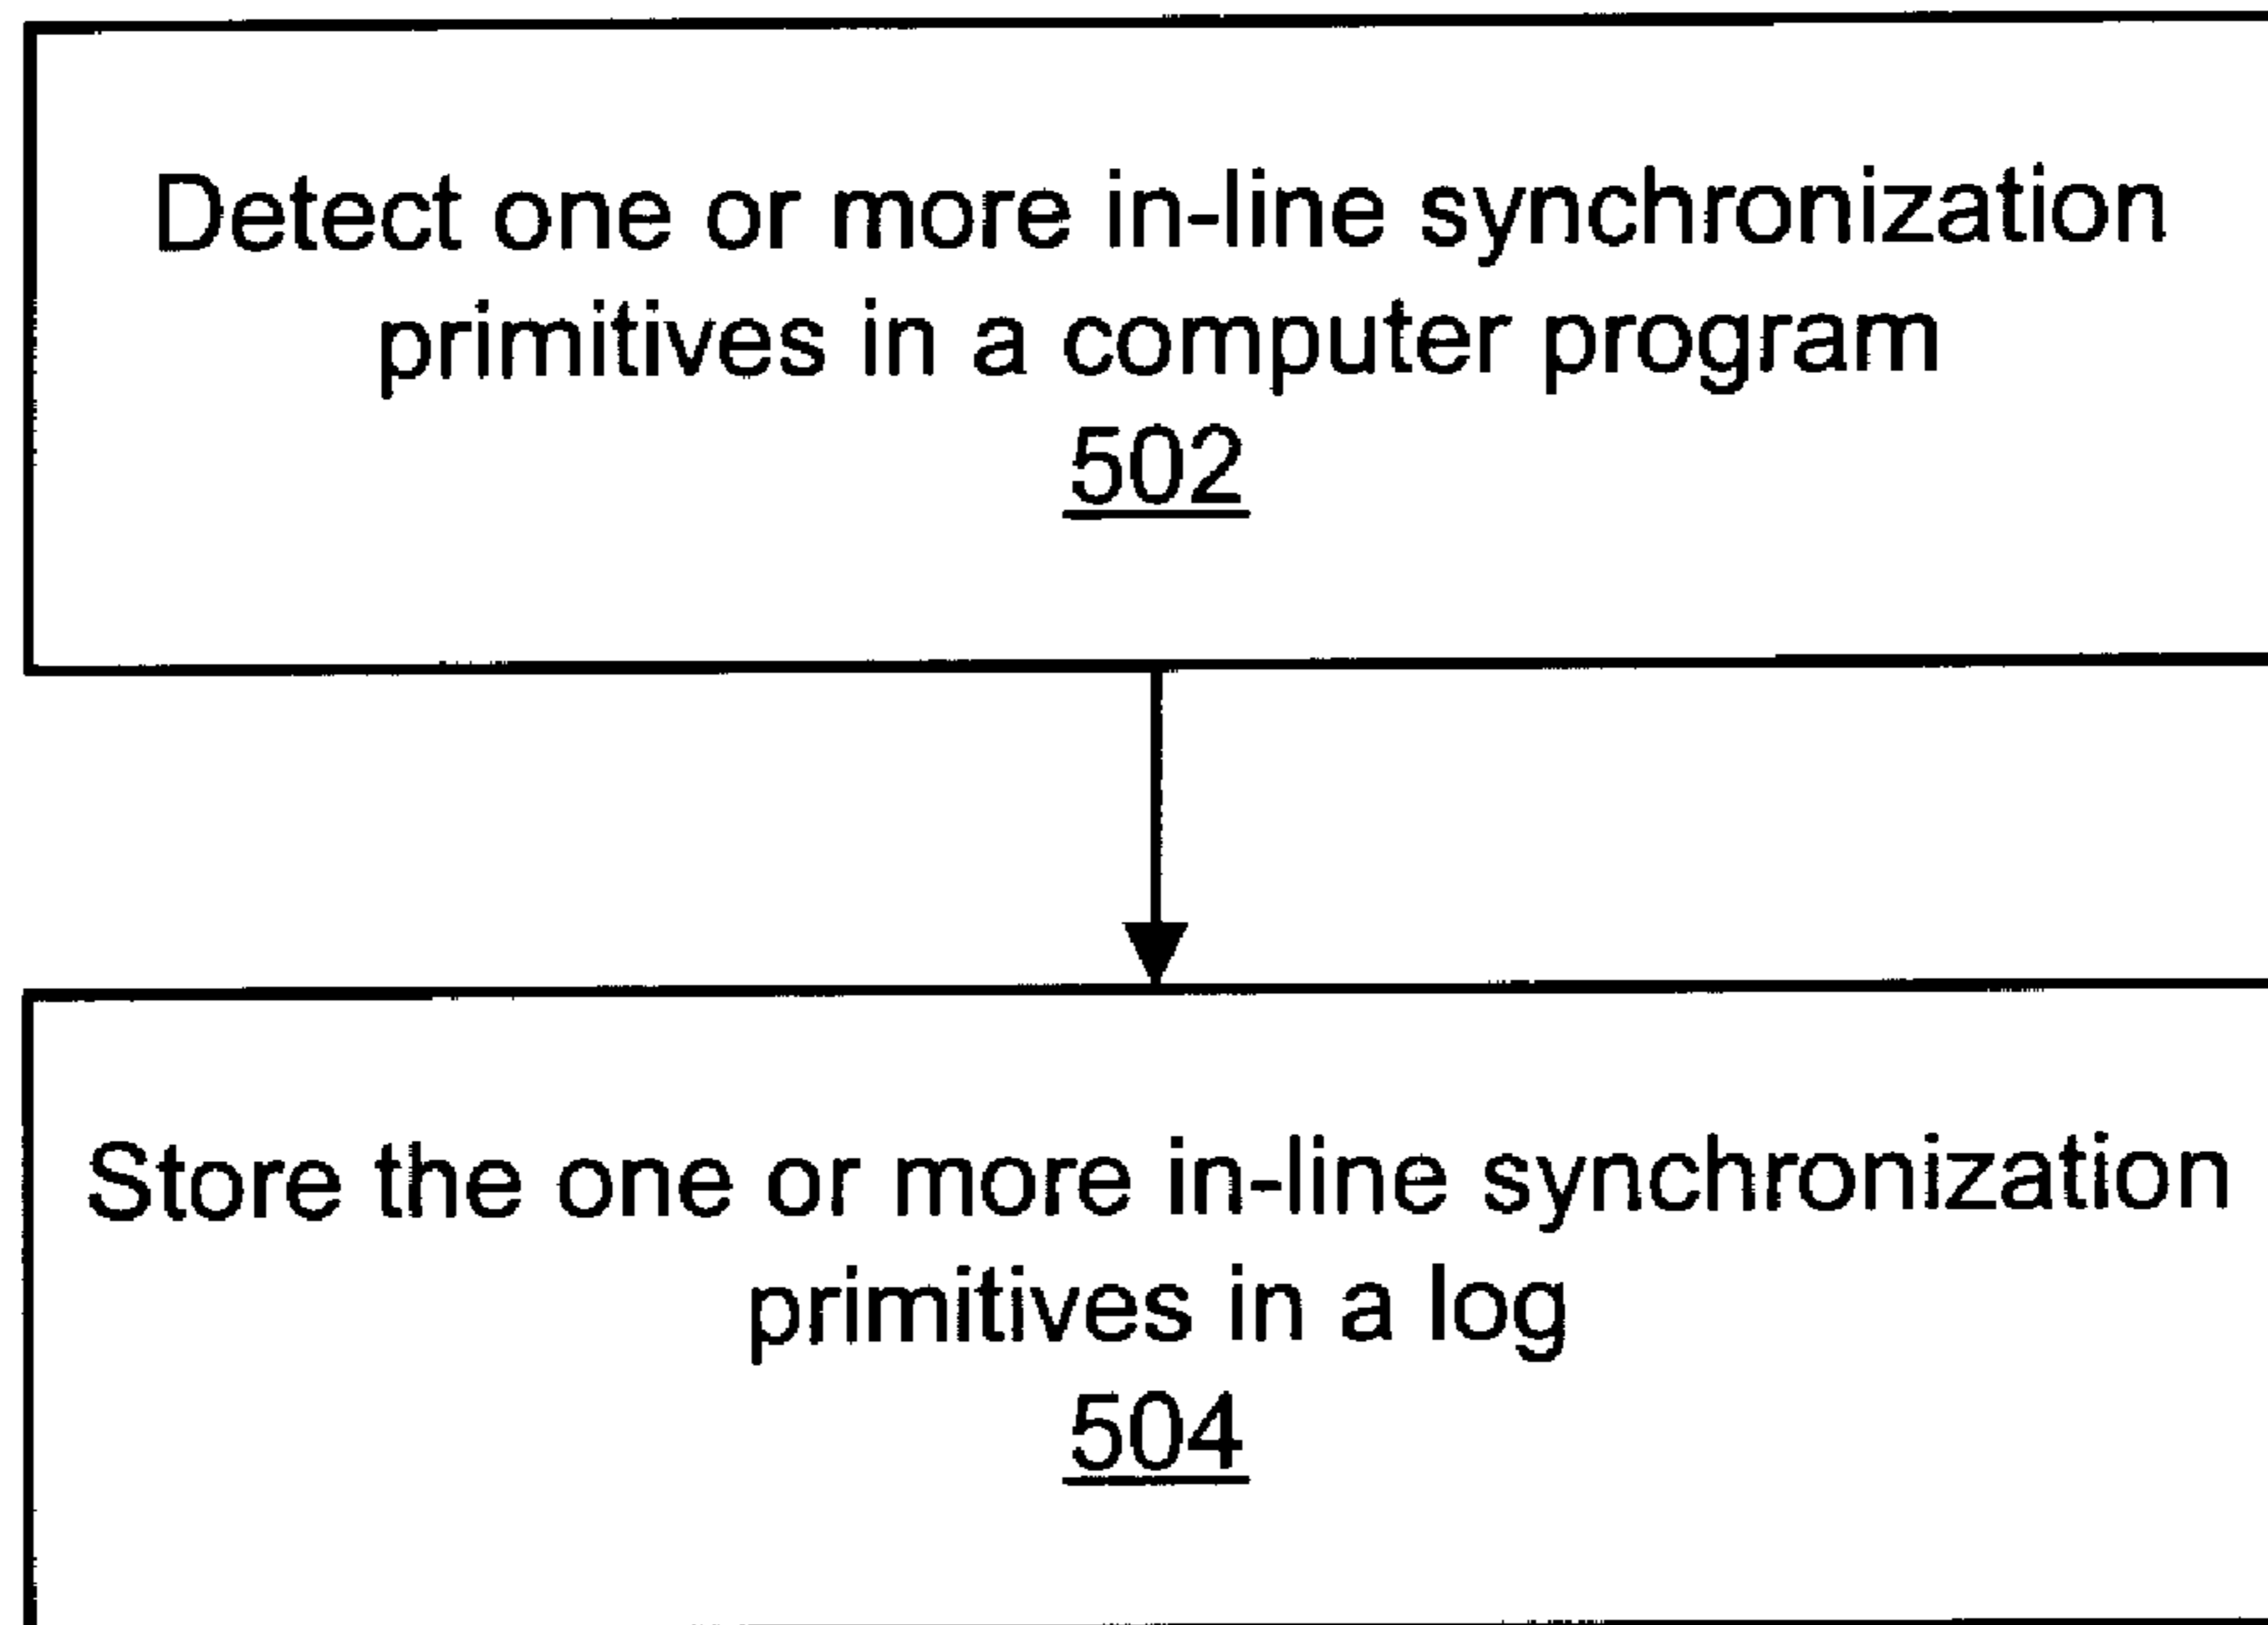 Detect one or more in-line synchronization
primitives in a computer program
502
Store the one or more in-line synchronization
primitives in a log
504